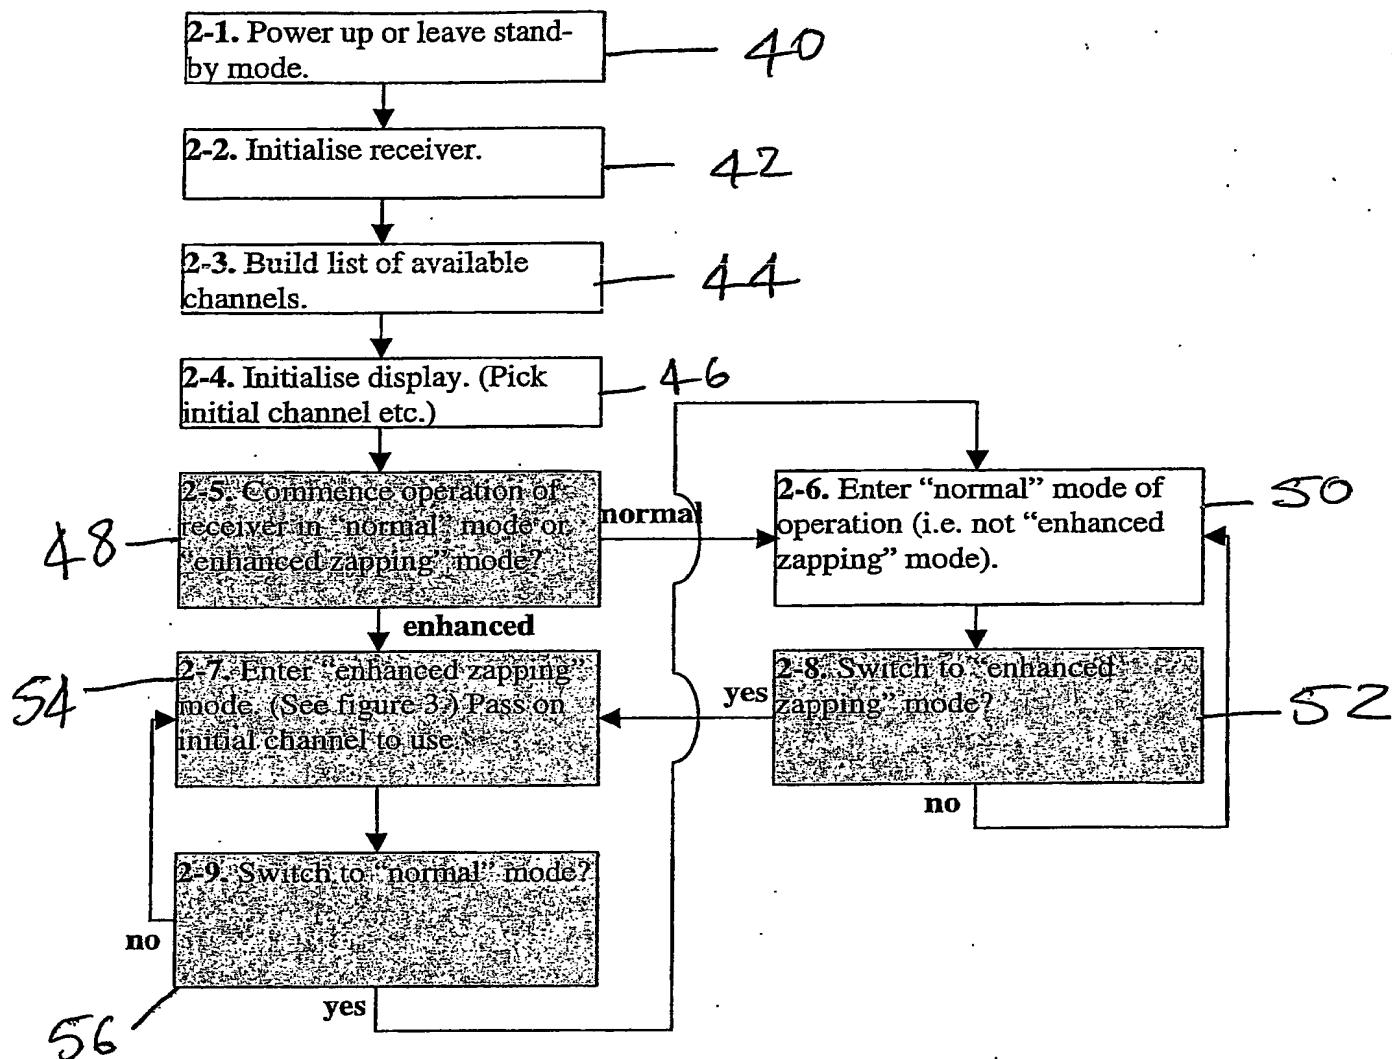 2-1. Power up or leave stand-
by mode.
40
2-2. Initialise receiver.
42
2-3. Build list of available
channels.
44
2-4. Initialise display. (Pick
initial channel etc.)
46
2-5. Commence operation of
receiver in "normal" mode or
"enhanced zapping" mode?
48
normal
2-6. Enter "normal" mode of
operation (i.e. not "enhanced
zapping" mode).
50
enhanced
2-7. Enter "enhanced zapping"
mode. (See figure 3.) Pass on
initial channel to use.
54
yes
2-8. Switch to "enhanced
zapping" mode?
52
no
2-9. Switch to "normal" mode?
no
yes
56